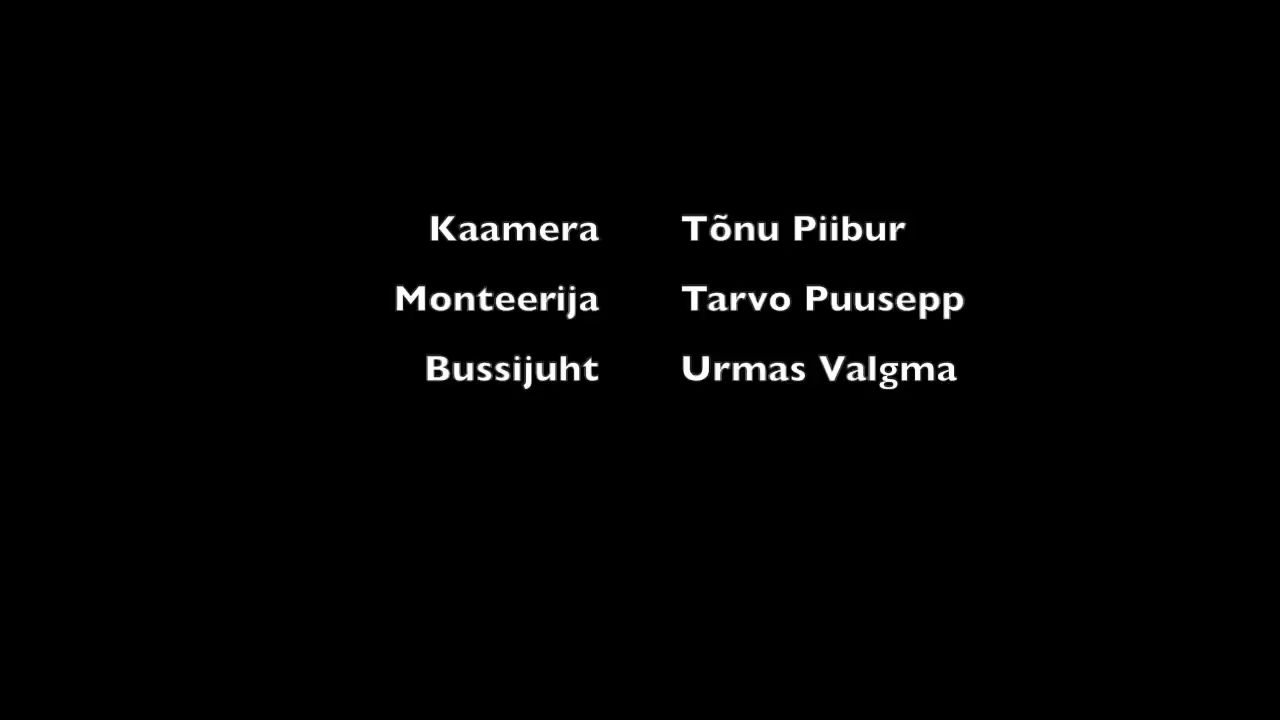 Kaamera Tõnu Piibur
Monteerija Tarvo Puusepp
Bussijuht Urmas Valgma